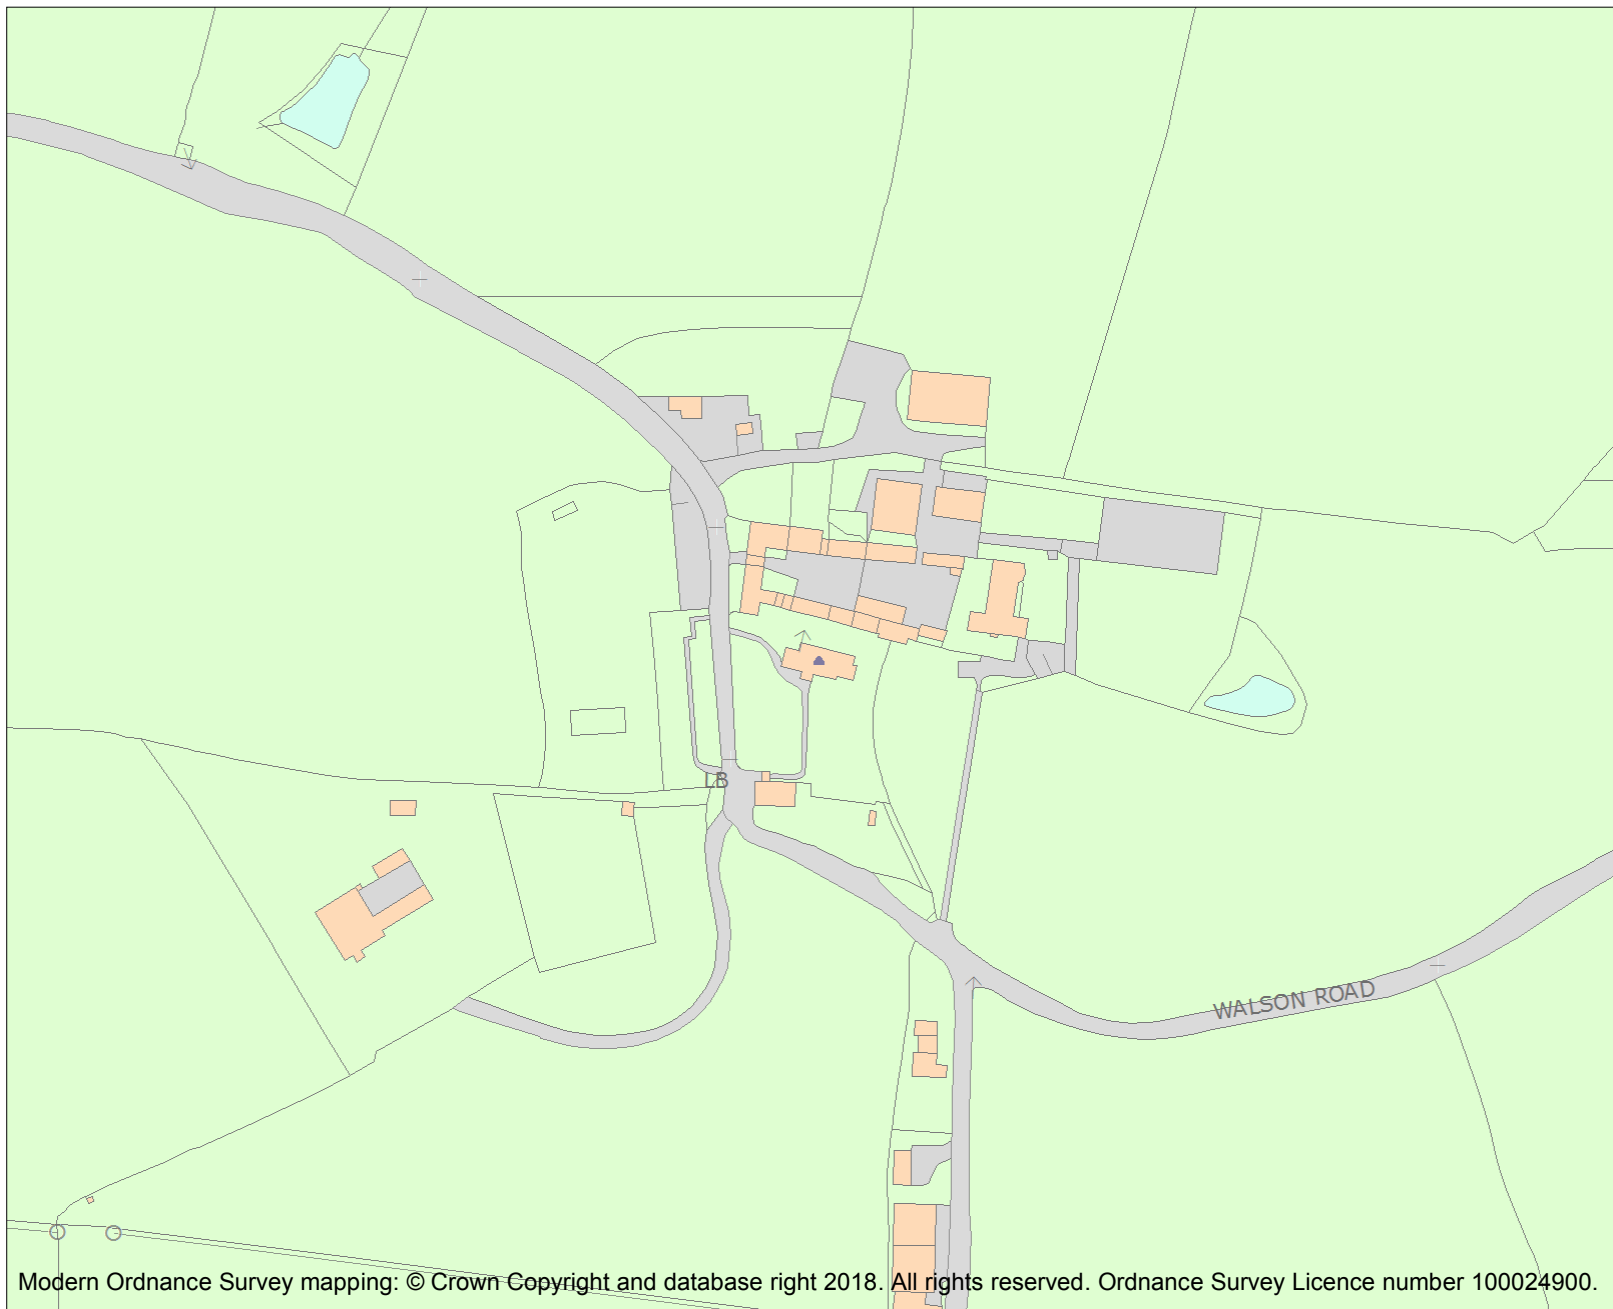 LB
WALSON ROAD
Modern Ordnance Survey mapping: © Crown Copyright and database right 2018. All rights reserved. Ordnance Survey Licence number 100024900.